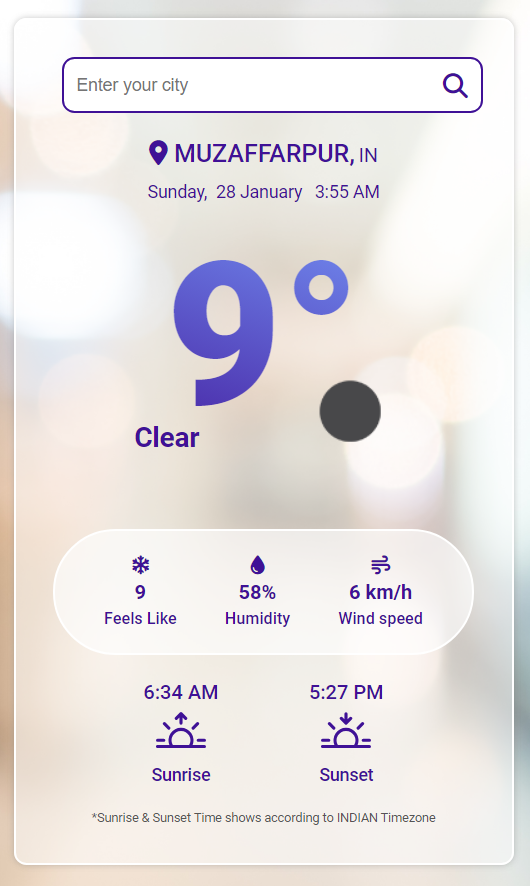 Enter your city
MUZAFFARPUR, IN
Sunday, 28 January 3:55 AM
9°
Clear
9 58% 6 km/h
Feels Like Humidity Wind speed
6:34 AM 5:27 PM
Sunrise Sunset
*Sunrise & Sunset Time shows according to INDIAN Timezone